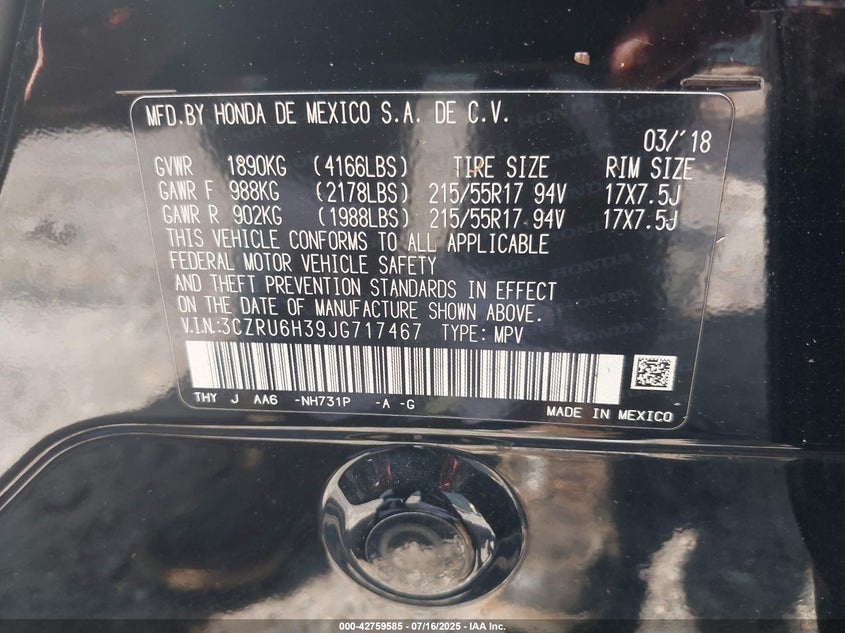 MFD.BY HONDA DE MEXICO S.A. DE C.V.
03/'18
GVWR 1890KG (4166LBS) TIRE SIZE RIM SIZE
GAWR F 988KG (2178LBS) 215/55R17 94V 17X7.5J
GAWR R 902KG (1988LBS) 215/55R17 94V 17X7.5J
THIS VEHICLE CONFORMS TO ALL APPLICABLE
FEDERAL MOTOR VEHICLE SAFETY
AND THEFT PREVENTION STANDARDS IN EFFECT
ON THE DATE OF MANUFACTURE SHOWN ABOVE.
V.I.N.:3CZRU6H39JG717467 TYPE: MPV
THY J AA6 -NH731P -A -G
MADE IN MEXICO
000-42759585 - 07/16/2025 - IAA Inc.